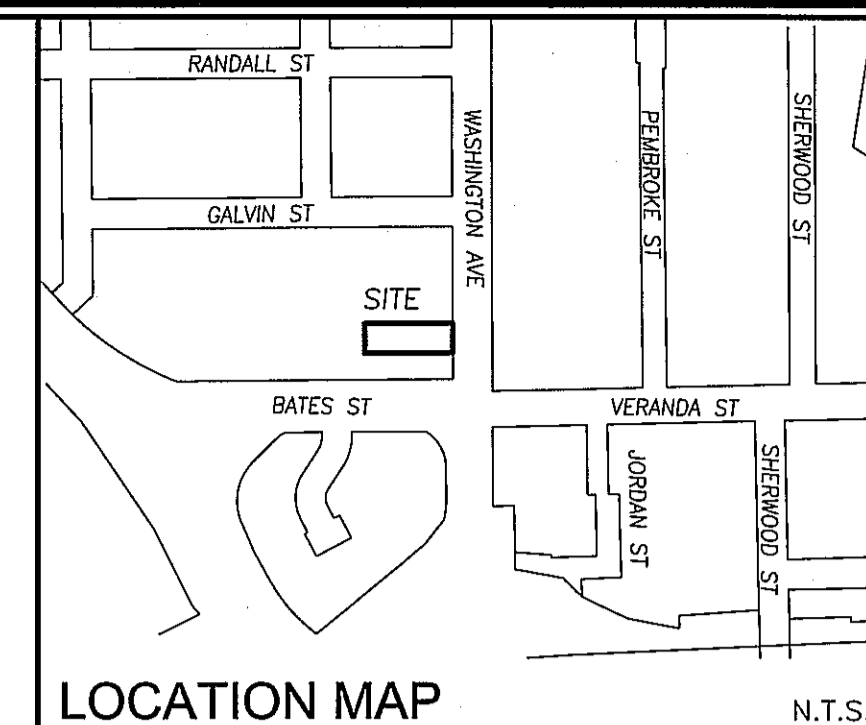 RANDALL ST
WASHINGTON AVE
PEMBROKE ST
SHERWOOD ST
GALVIN ST
SITE
BATES ST
VERANDA ST
JORDAN ST
SHERWOOD ST
LOCATION MAP
N.T.S.